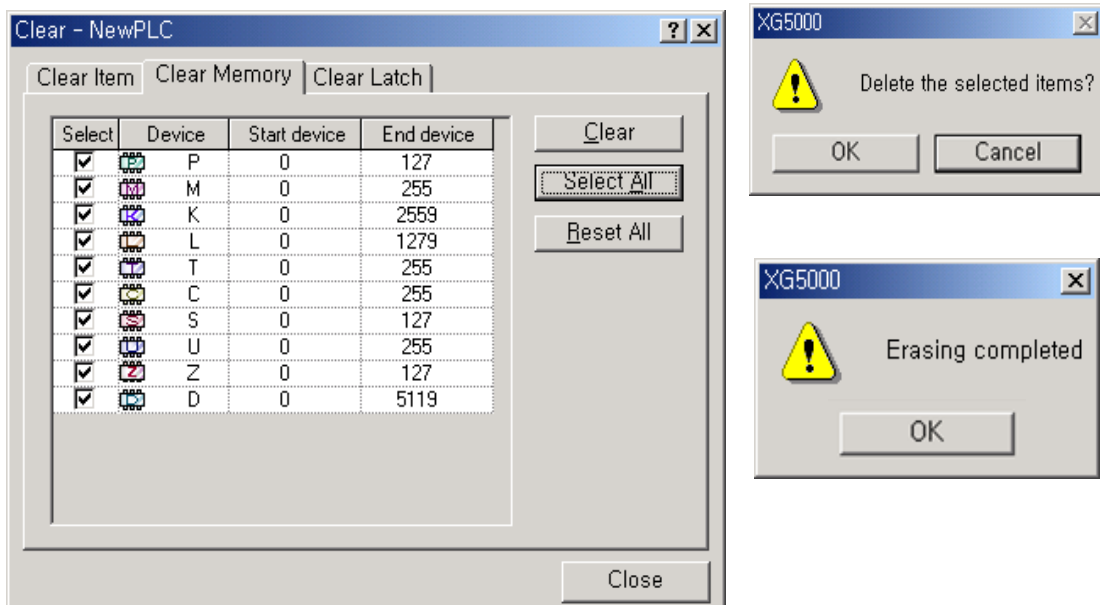 Clear - NewPLC
Clear Item Clear Memory Clear Latch
Select Device Start device End device
P P 0 127
M M 0 255
K K 0 2559
L L 0 1279
T T 0 255
C C 0 255
S S 0 127
U U 0 255
Z Z 0 127
D D 0 5119
Clear
Select All
Reset All
Close
XG5000
Delete the selected items?
OK Cancel
XG5000
Erasing completed
OK